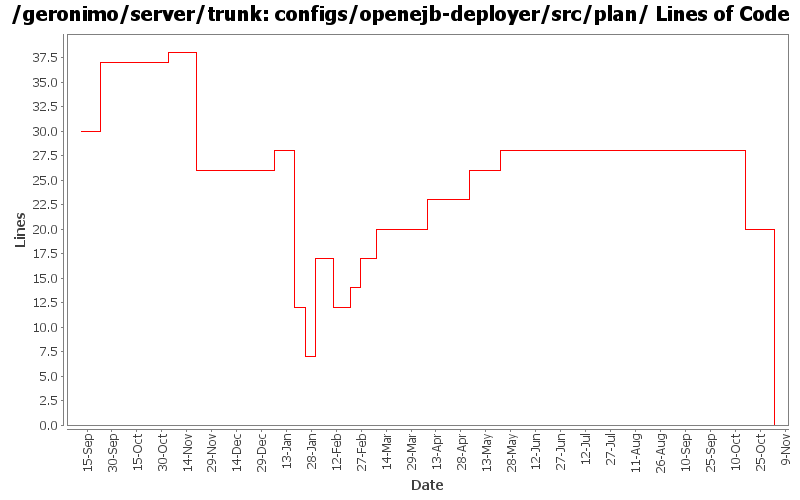 /geronimo/server/trunk: configs/openejb-deployer/src/plan/ Lines of Code
37.5
35.0
32.5
30.0
27.5
25.0
22.5
20.0
17.5
15.0
12.5
10.0
7.5
5.0
2.5
0.0
Lines
15-Sep
30-Sep
15-Oct
30-Oct
14-Nov
29-Nov
14-Dec
29-Dec
13-Jan
28-Jan
12-Feb
27-Feb
14-Mar
29-Mar
13-Apr
28-Apr
13-May
28-May
12-Jun
27-Jun
12-Jul
27-Jul
11-Aug
26-Aug
10-Sep
25-Sep
10-Oct
25-Oct
9-Nov
Date